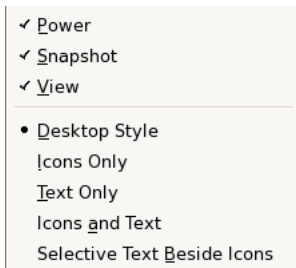 Power
Snapshot
View
Desktop Style
Icons Only
Text Only
Icons and Text
Selective Text Beside Icons